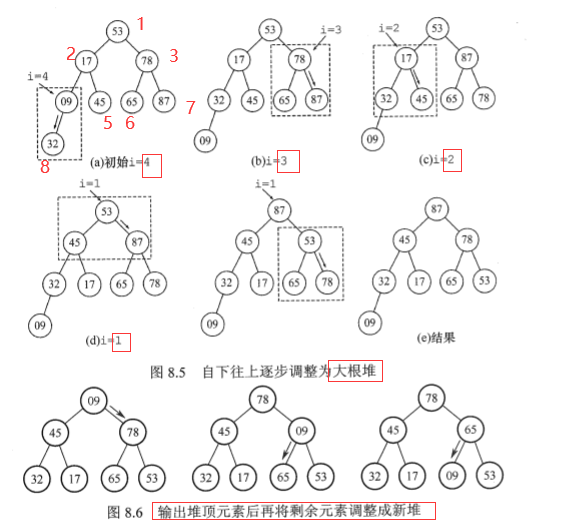 53 1
2 17 78 3
i=4
09 45 65 87 7
5 6
32
8
(a)初始i=4
53
i=3
17 78
32 45 65 87
09
(b)i=3
i=2
53
17 87
32 45 65 78
09
(c)i=2
i=1
53
45 87
32 17 65 78
09
(d)i=1
i=1
87
45 53
32 17 65 78
09
87
45 78
32 17 65 53
09
(e)结果
图 8.5 自下往上逐步调整为大根堆
09
45 78
32 17 65 53
78
45 09
32 17 65 53
78
45 65
32 17 09 53
图 8.6 输出堆顶元素后再将剩余元素调整成新堆